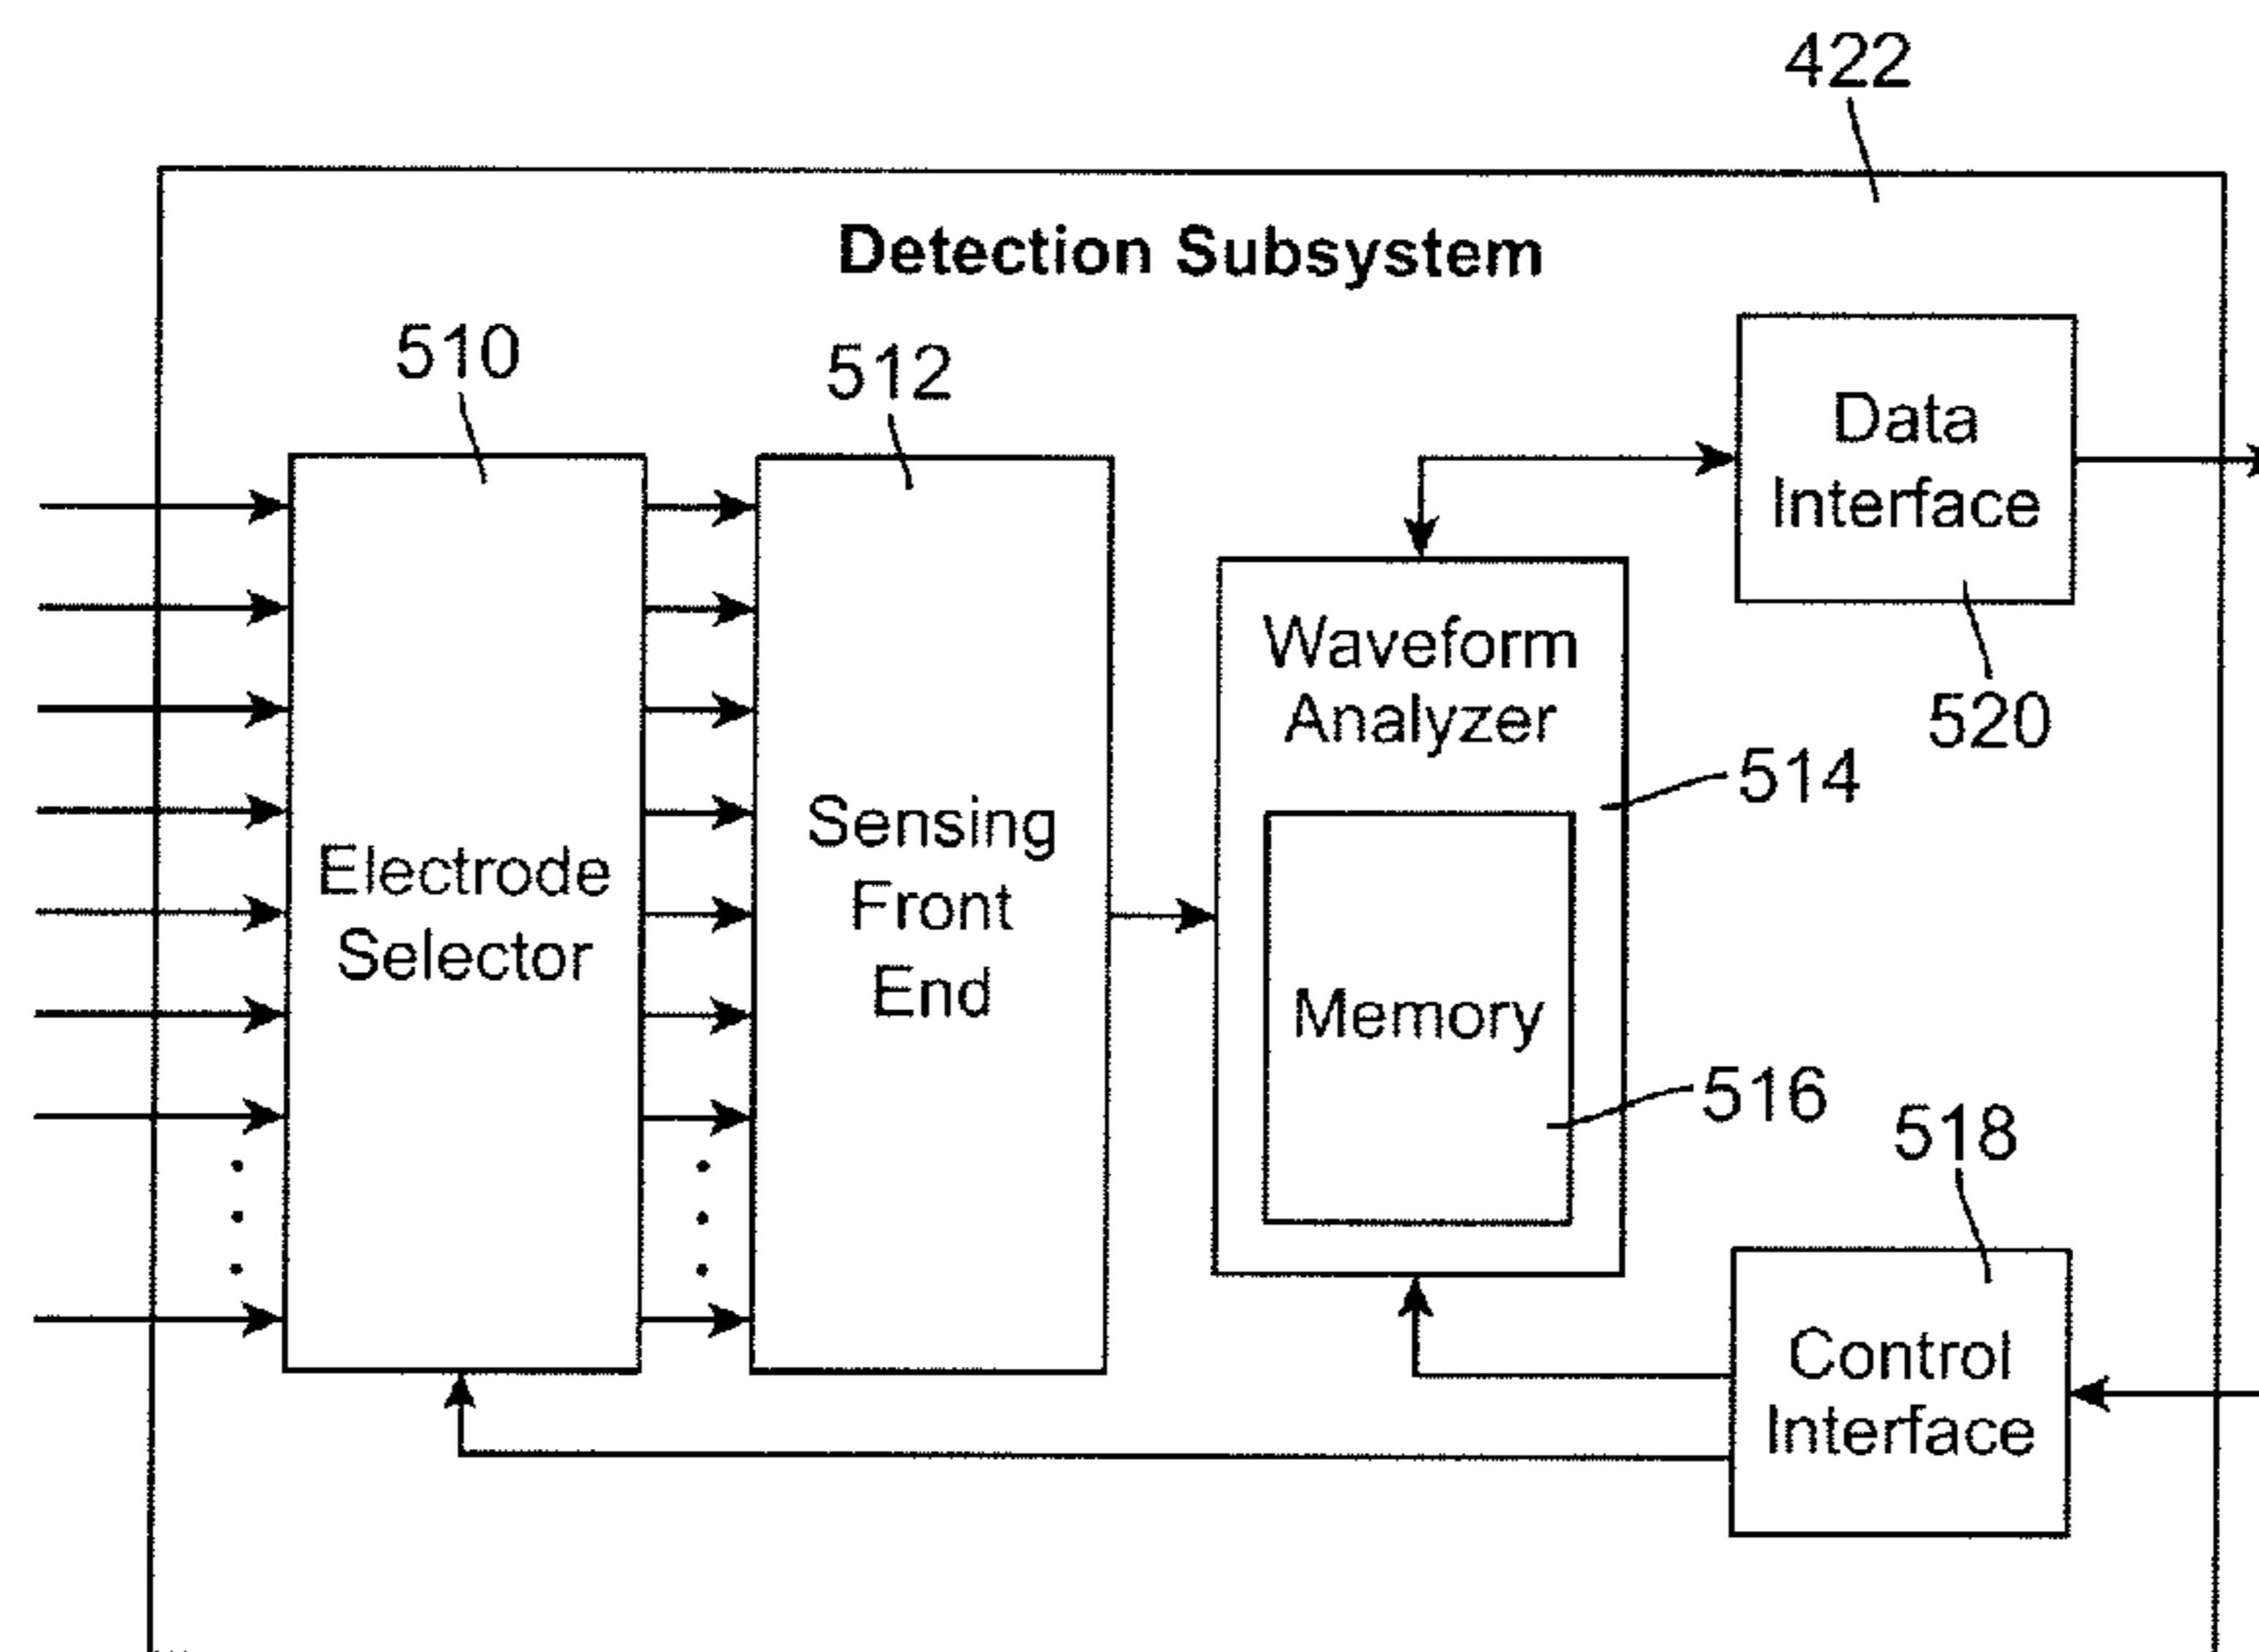 422
Detection Subsystem
510
512
Data
Interface
520
Waveform
Analyzer
514
Electrode
Selector
Sensing
Front
End
Memory
516
518
Control
Interface